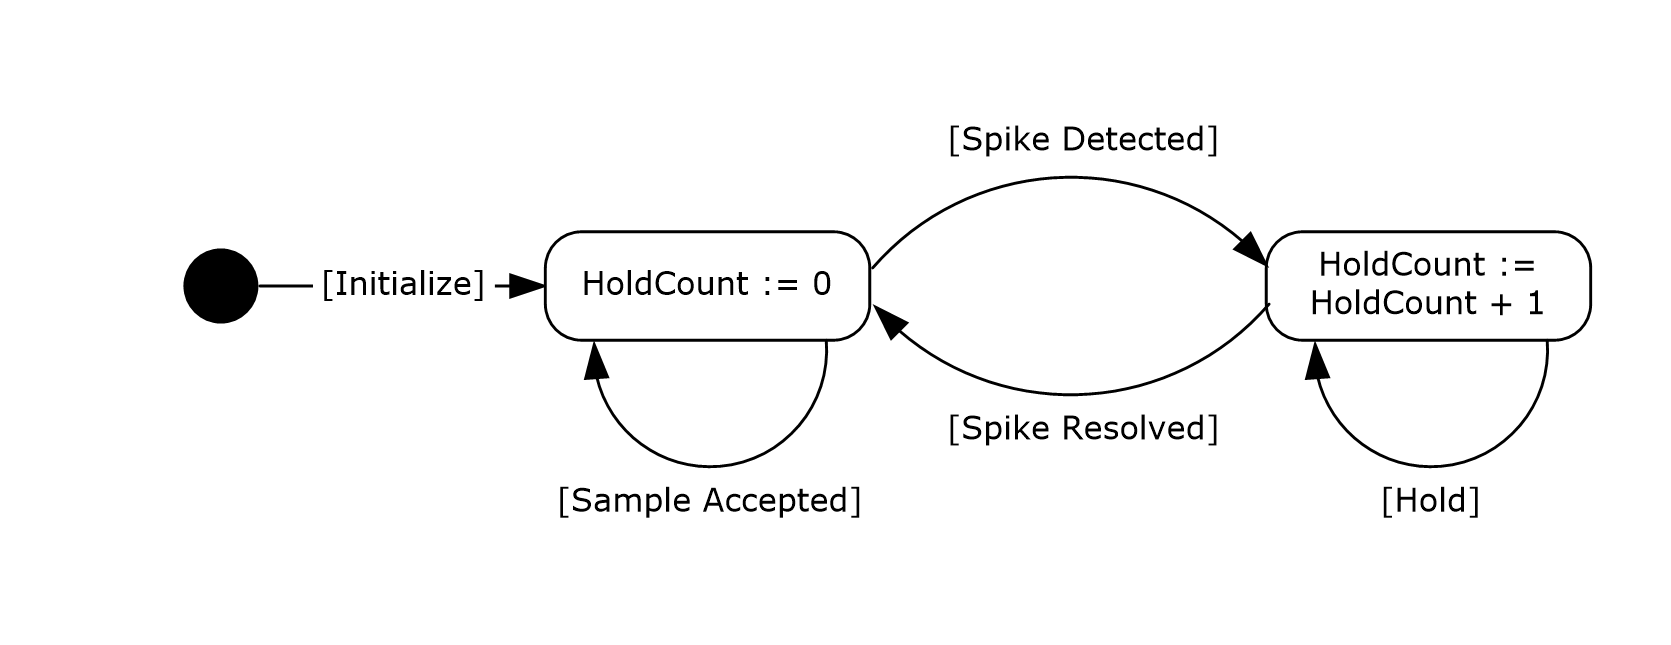 [Spike Detected]
[Initialize]
HoldCount := 0
HoldCount :=
HoldCount + 1
[Spike Resolved]
[Sample Accepted]
[Hold]